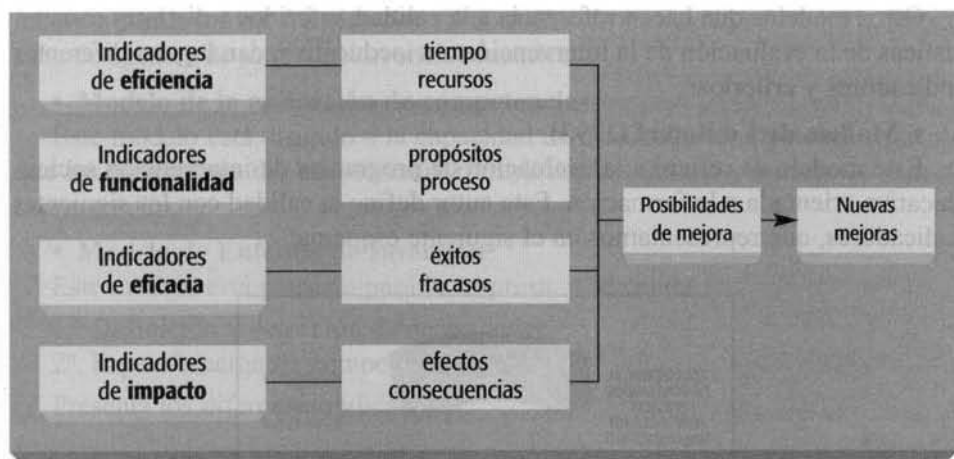 Indicadores
de eficiencia
tiempo
recursos
Indicadores
de funcionalidad
propósitos
proceso
Indicadores
de eficacia
éxitos
fracasos
Indicadores
de impacto
efectos
consecuencias
Posibilidades
de mejora
Nuevas
mejoras